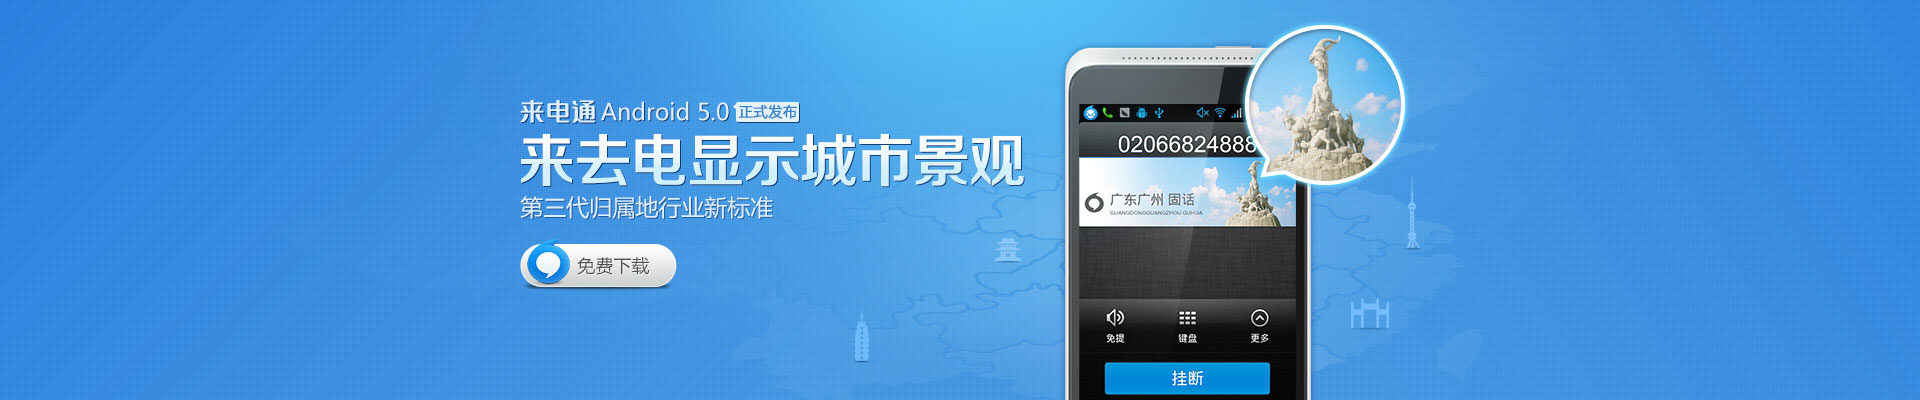 来电通 Android 5.0 正式发布
来去电显示城市景观
第三代归属地行业新标准
免费下载
02066824888
广东广州 固话
GUANGDONGGUANGZHOU GUHUA
免提 键盘 更多
挂断